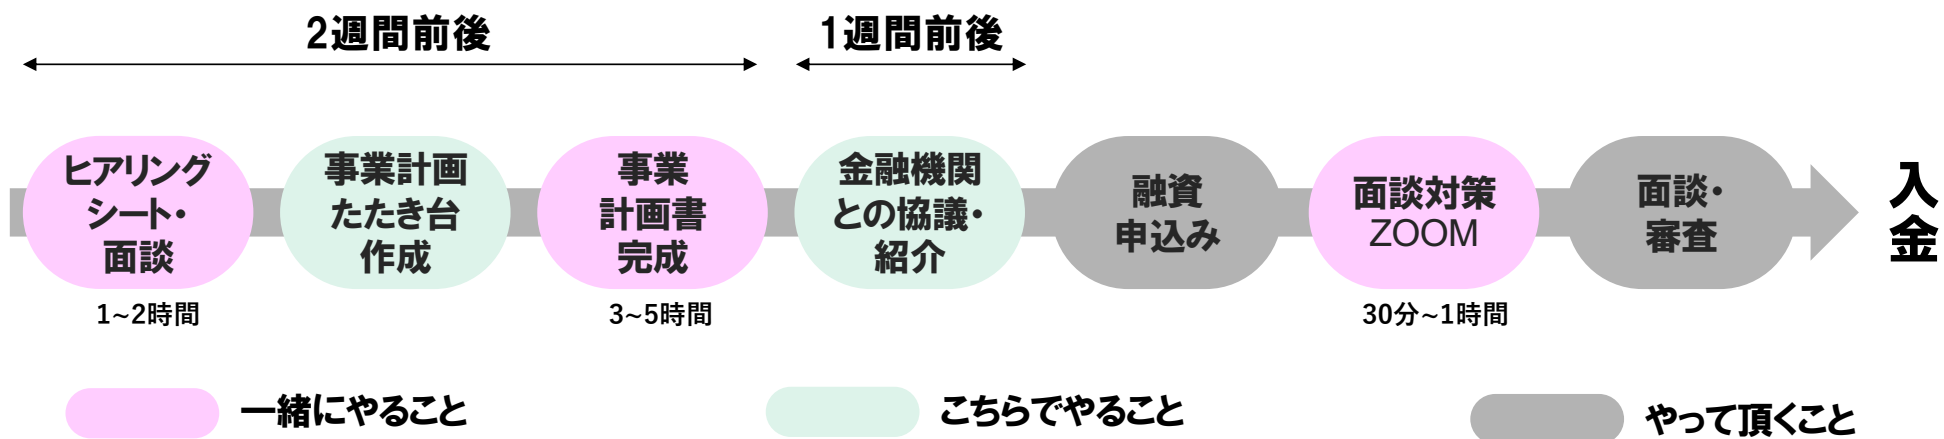 2週間前後
1週間前後
ヒアリング
シート・
面談
事業計画
たたき台
作成
事業
計画書
完成
金融機関
との協議・
紹介
融資
申込み
面談対策
ZOOM
面談・
審査
入
金
1~2時間
3~5時間
30分~1時間
一緒にやること
こちらでやること
やって頂くこと